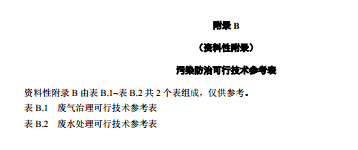 附录 B
（资料性附录）
污染防治可行技术参考表
资料性附录 B 由表 B.1~表 B.2 共 2 个表组成，仅供参考。
表 B.1 废气治理可行技术参考表
表 B.2 废水处理可行技术参考表